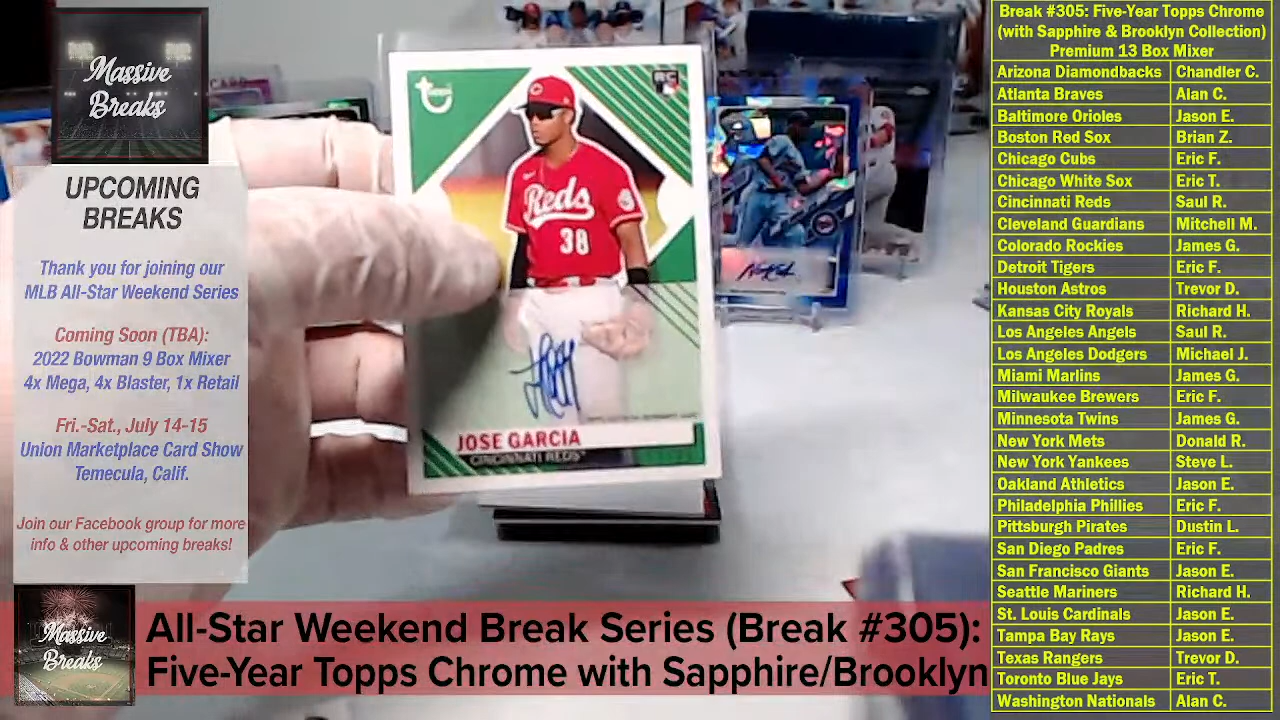 Massive
Breaks
UPCOMING
BREAKS
Thank you for joining our
MLB All-Star Weekend Series
Coming Soon (TBA):
2022 Bowman 9 Box Mixer
4x Mega, 4x Blaster, 1x Retail
Fri.-Sat., July 14-15
Union Marketplace Card Show
Temecula, Calif.
Join our Facebook group for more
info & other upcoming breaks!
RC
Reds
38
JOSE GARCIA
CINCINNATI REDS
Massive
Breaks
All-Star Weekend Break Series (Break #305):
Five-Year Topps Chrome with Sapphire/Brooklyn
Break #305: Five-Year Topps Chrome
(with Sapphire & Brooklyn Collection)
Premium 13 Box Mixer
Arizona Diamondbacks Chandler C.
Atlanta Braves Alan C.
Baltimore Orioles Jason E.
Boston Red Sox Brian Z.
Chicago Cubs Eric F.
Chicago White Sox Eric T.
Cincinnati Reds Saul R.
Cleveland Guardians Mitchell M.
Colorado Rockies James G.
Detroit Tigers Eric F.
Houston Astros Trevor D.
Kansas City Royals Richard H.
Los Angeles Angels Saul R.
Los Angeles Dodgers Michael J.
Miami Marlins James G.
Milwaukee Brewers Eric F.
Minnesota Twins James G.
New York Mets Donald R.
New York Yankees Steve L.
Oakland Athletics Jason E.
Philadelphia Phillies Eric F.
Pittsburgh Pirates Dustin L.
San Diego Padres Eric F.
San Francisco Giants Jason E.
Seattle Mariners Richard H.
St. Louis Cardinals Jason E.
Tampa Bay Rays Jason E.
Texas Rangers Trevor D.
Toronto Blue Jays Eric T.
Washington Nationals Alan C.